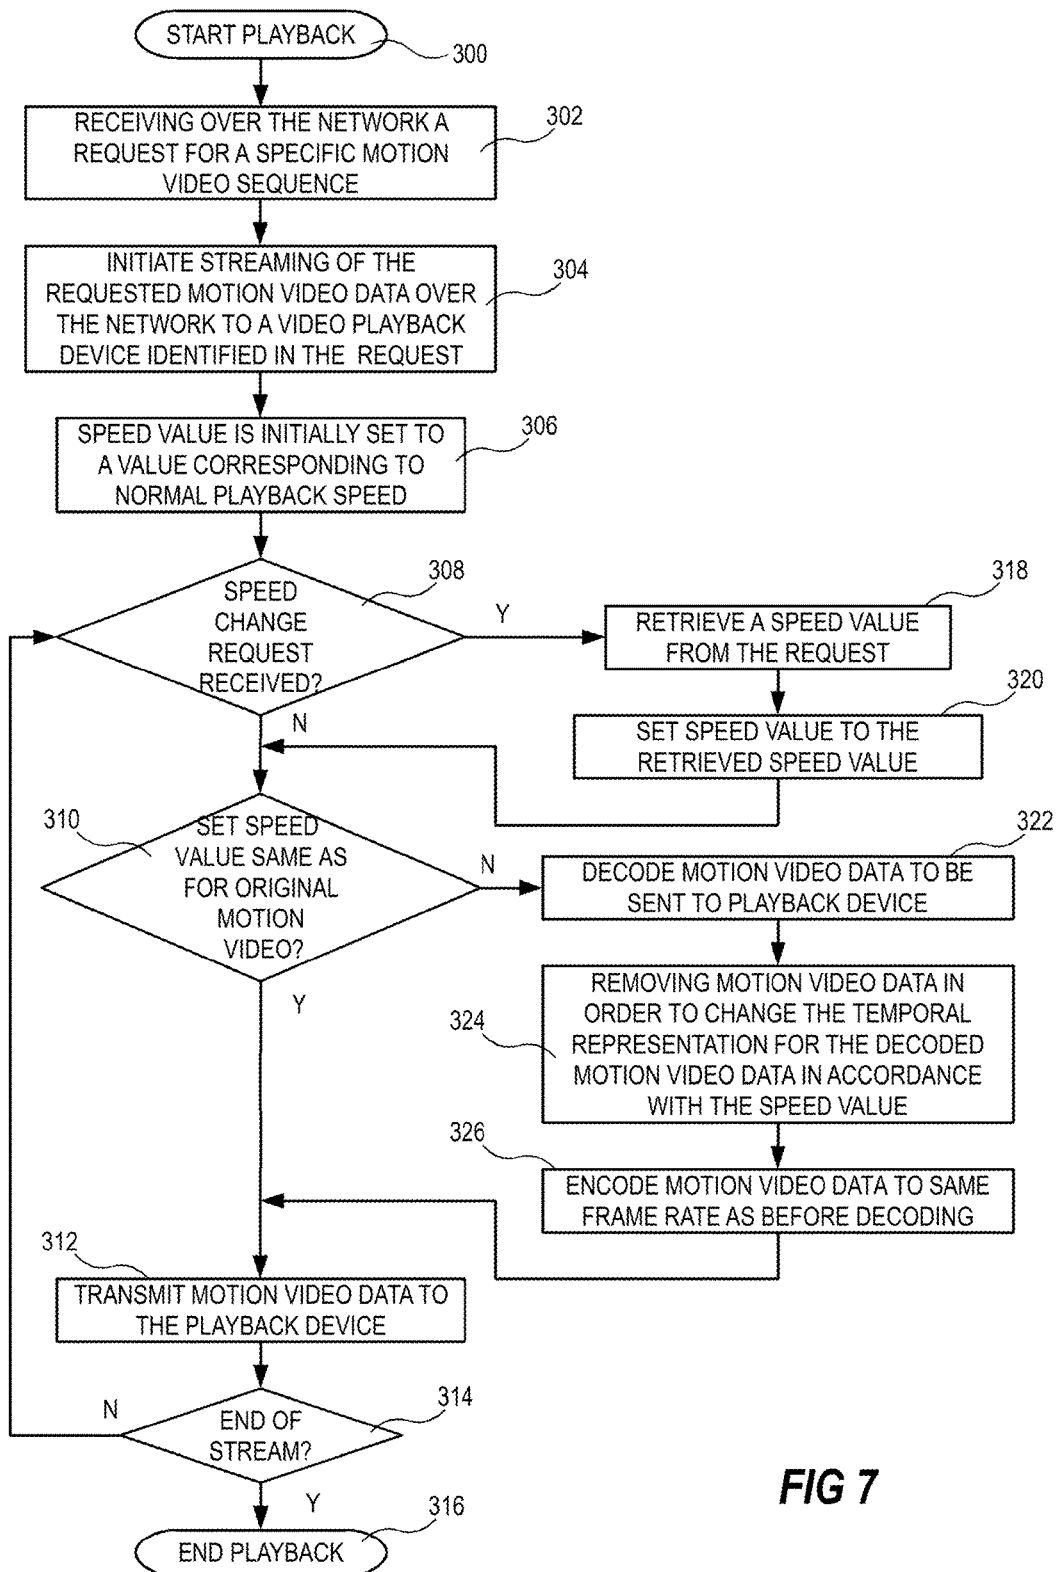 START PLAYBACK
300
RECEIVING OVER THE NETWORK A
REQUEST FOR A SPECIFIC MOTION
VIDEO SEQUENCE
302
INITIATE STREAMING OF THE
REQUESTED MOTION VIDEO DATA OVER
THE NETWORK TO A VIDEO PLAYBACK
DEVICE IDENTIFIED IN THE REQUEST
304
SPEED VALUE IS INITIALLY SET TO
A VALUE CORRESPONDING TO
NORMAL PLAYBACK SPEED
306
SPEED
CHANGE
REQUEST
RECEIVED?
308
Y
N
RETRIEVE A SPEED VALUE
FROM THE REQUEST
318
SET SPEED VALUE TO THE
RETRIEVED SPEED VALUE
320
310
SET SPEED
VALUE SAME AS
FOR ORIGINAL
MOTION
VIDEO?
N
Y
DECODE MOTION VIDEO DATA TO BE
SENT TO PLAYBACK DEVICE
322
REMOVING MOTION VIDEO DATA IN
ORDER TO CHANGE THE TEMPORAL
REPRESENTATION FOR THE DECODED
MOTION VIDEO DATA IN ACCORDANCE
WITH THE SPEED VALUE
324
326
ENCODE MOTION VIDEO DATA TO SAME
FRAME RATE AS BEFORE DECODING
312
TRANSMIT MOTION VIDEO DATA TO
THE PLAYBACK DEVICE
N
END OF
STREAM?
314
Y
END PLAYBACK
316
FIG 7